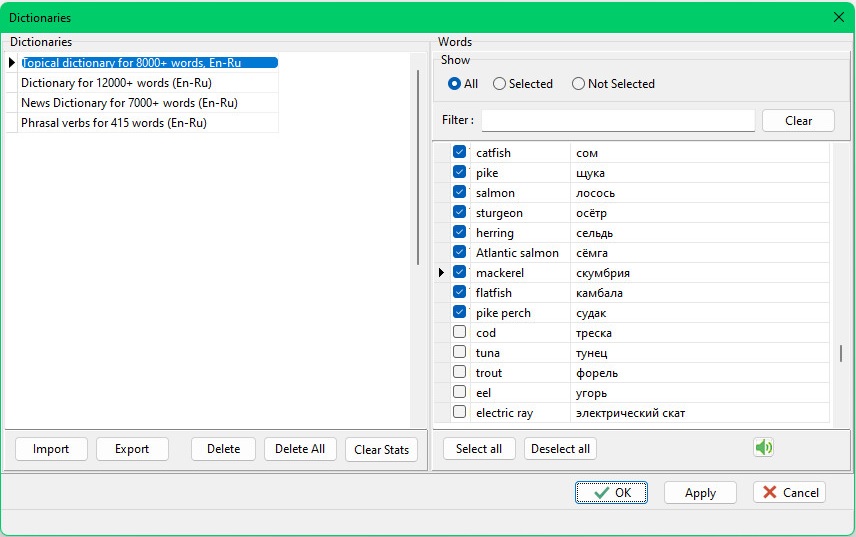 Dictionaries
Dictionaries
Topical dictionary for 8000+ words, En-Ru
Dictionary for 12000+ words (En-Ru)
News Dictionary for 7000+ words (En-Ru)
Phrasal verbs for 415 words (En-Ru)
Import Export Delete Delete All Clear Stats
Words
Show
All Selected Not Selected
Filter : Clear
catfish сом
pike щука
salmon лосось
sturgeon осётр
herring сельдь
Atlantic salmon сёмга
mackerel скумбрия
flatfish камбала
pike perch судак
cod треска
tuna тунец
trout форель
eel угорь
electric ray электрический скат
Select all Deselect all
OK Apply Cancel